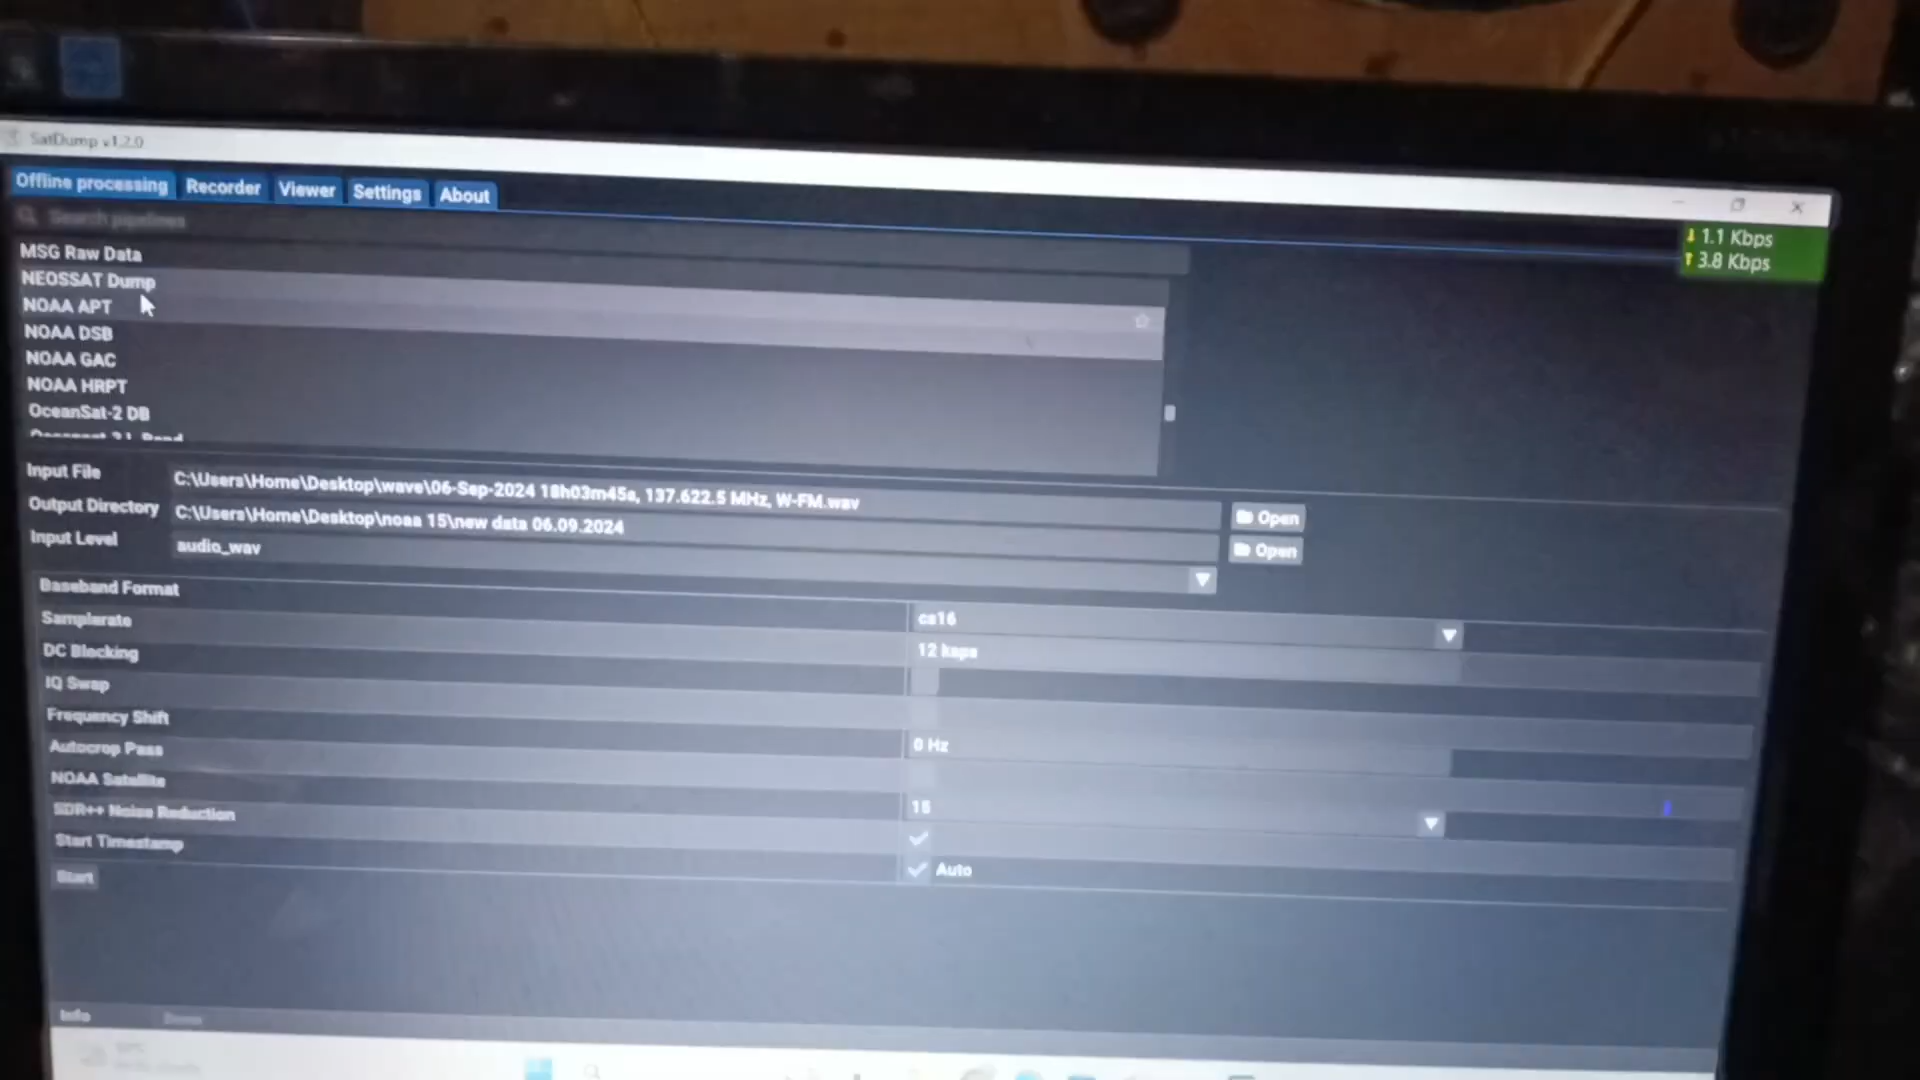 SatDump v1.2.0
Offline processing Recorder Viewer Settings About
Search pipelines
1.1 Kbps
3.8 Kbps
MSG Raw Data
NEOSSAT Dump
NOAA APT
NOAA DSB
NOAA GAC
NOAA HRPT
OceanSat-2 DB
Input File C:\Users\Home\Desktop\wave\06-Sep-2024 18h03m45s, 137.622.5 MHz, W-FM.wav Open
Output Directory C:\Users\Home\Desktop\noaa 15\new data 06.09.2024 Open
Input Level audio_wav
Baseband Format cs16
Samplerate 12 ksps
DC Blocking
IQ Swap
Frequency Shift 0 Hz
Autocrop Pass
NOAA Satellite 15
SDR++ Noise Reduction
Start Timestamp Auto
Start
Info